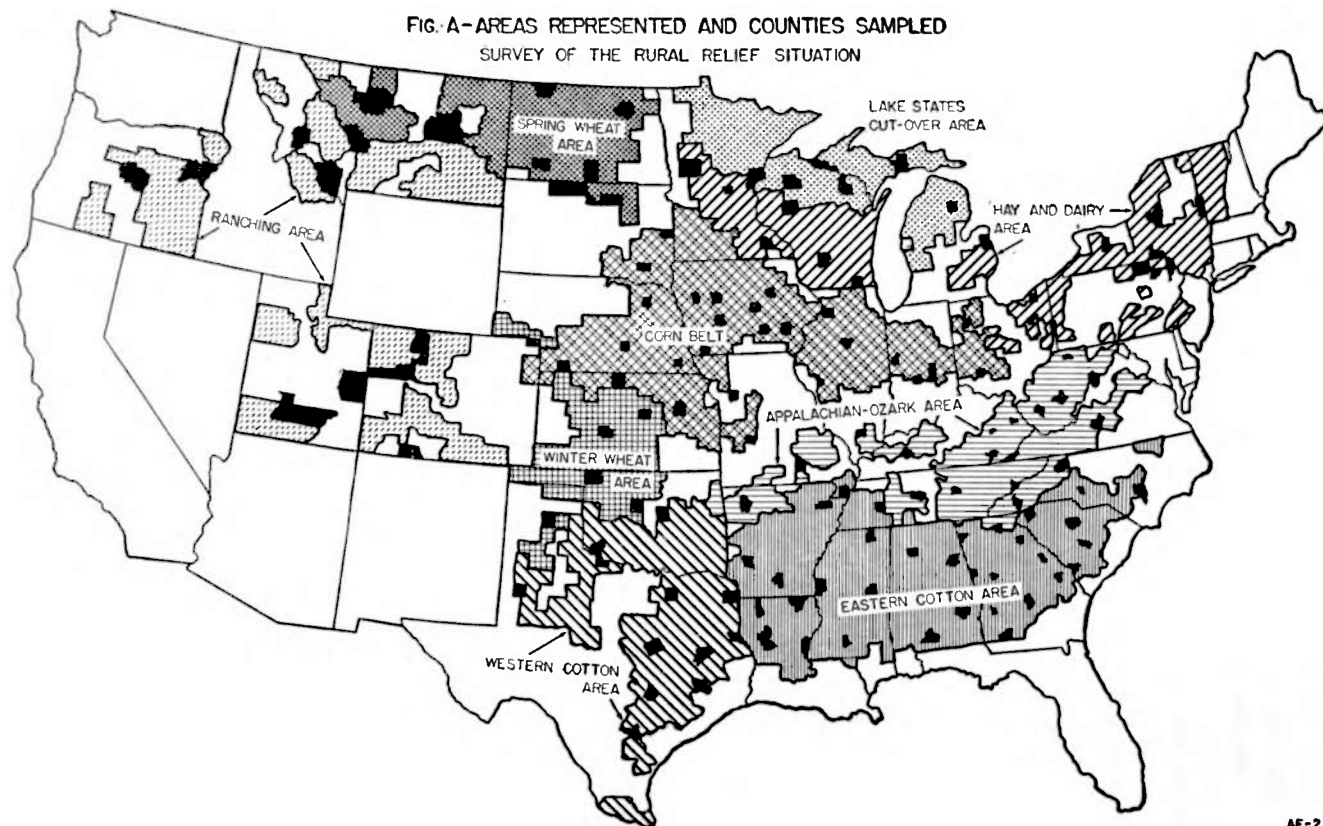 FIG. A-AREAS REPRESENTED AND COUNTIES SAMPLED
SURVEY OF THE RURAL RELIEF SITUATION
LAKE STATES
CUT-OVER AREA
SPRING WHEAT
AREA
RANCHING AREA
HAY AND DAIRY
AREA
CORN BELT
APPALACHIAN-OZARK AREA
WINTER WHEAT
AREA
EASTERN COTTON AREA
WESTERN COTTON
AREA